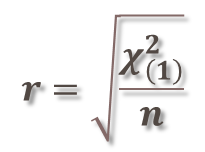 r = √(χ²₍₁₎ / n)